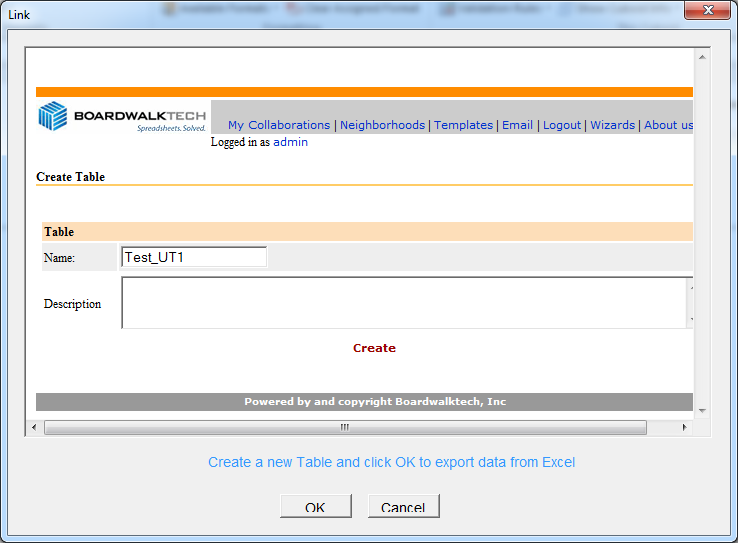 Link
BOARDWALKTECH
Spreadsheets. Solved.
My Collaborations | Neighborhoods | Templates | Email | Logout | Wizards | About us
Logged in as admin
Create Table
Table
Name: Test_UT1
Description
Create
Powered by and copyright Boardwalktech, Inc
Create a new Table and click OK to export data from Excel
OK Cancel